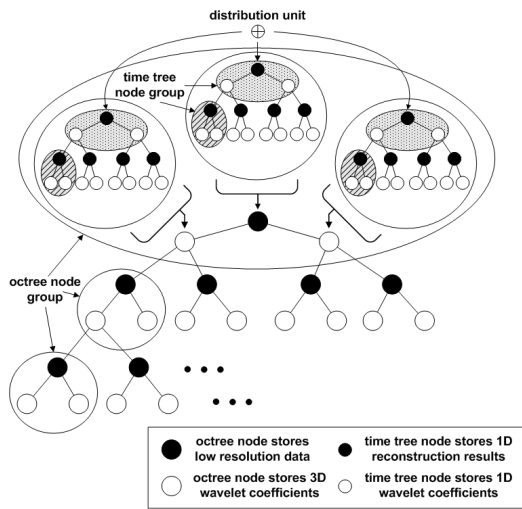 distribution unit
time tree
node group
octree node
group
octree node stores
low resolution data
time tree node stores 1D
reconstruction results
octree node stores 3D
wavelet coefficients
time tree node stores 1D
wavelet coefficients